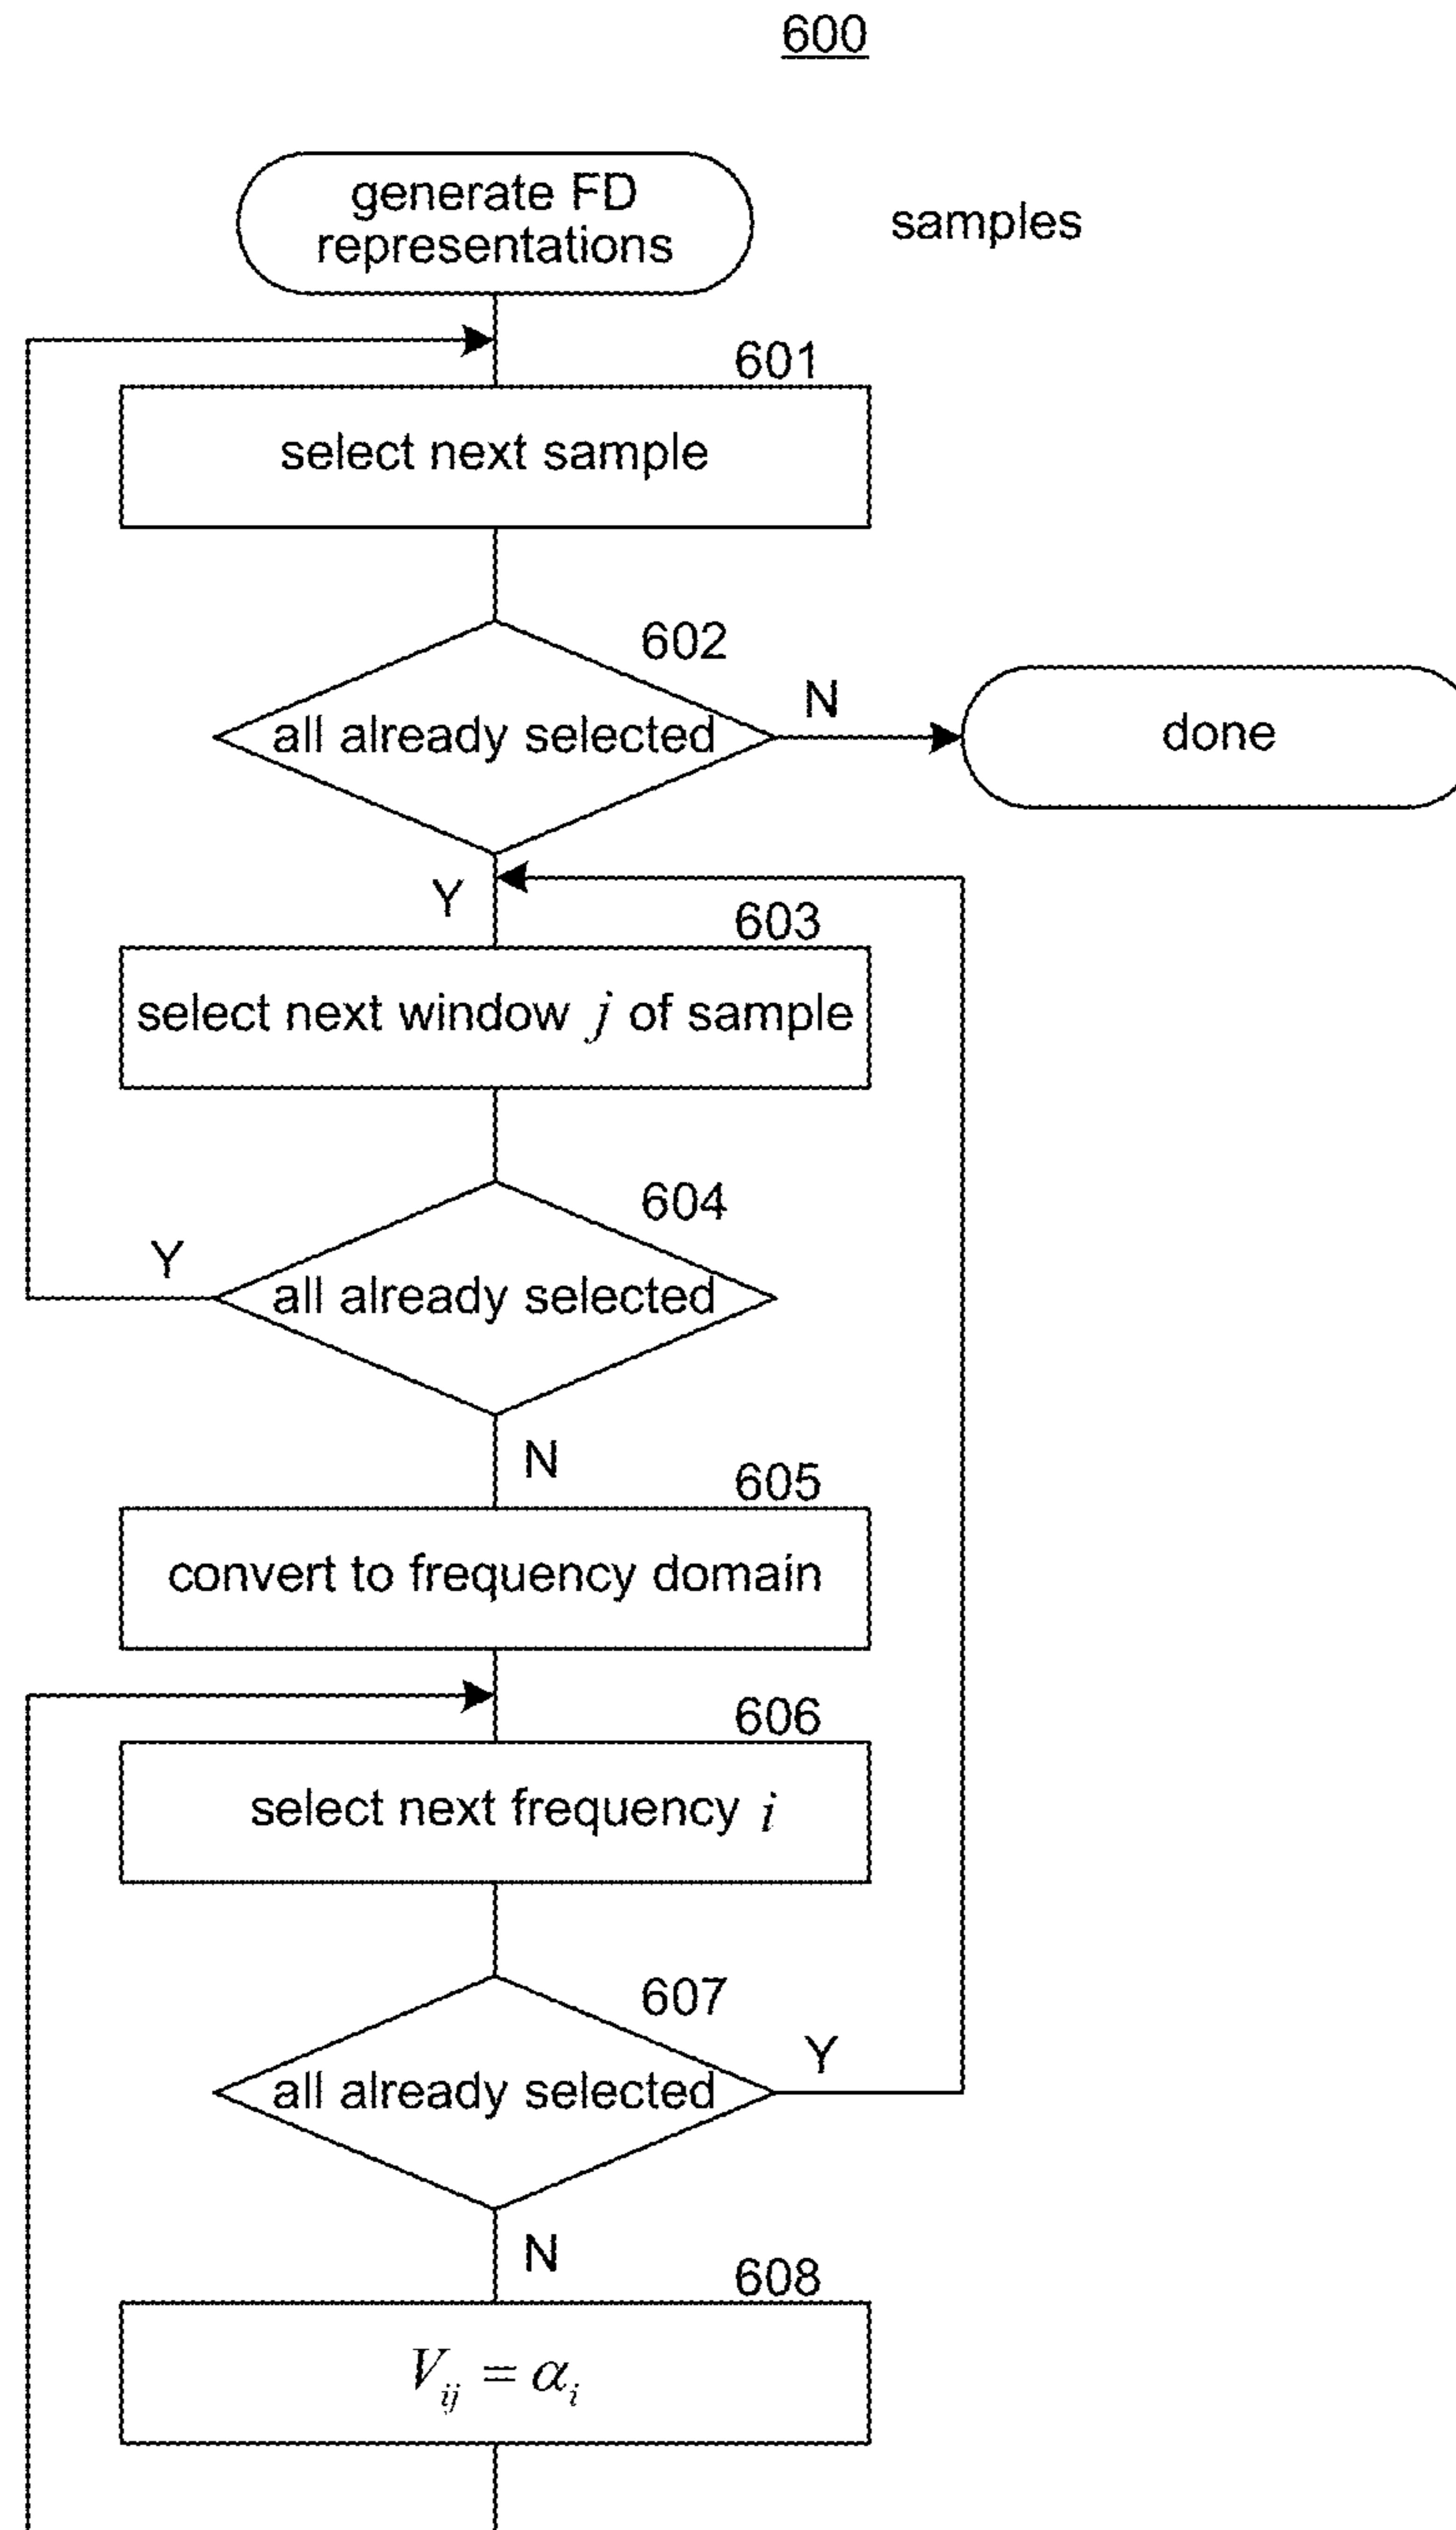 600
generate FD
representations
samples
601
select next sample
602
all already selected
N
done
Y
603
select next window j of sample
604
Y
all already selected
N
605
convert to frequency domain
606
select next frequency i
607
all already selected
Y
N
608
V_{ij} = α_i